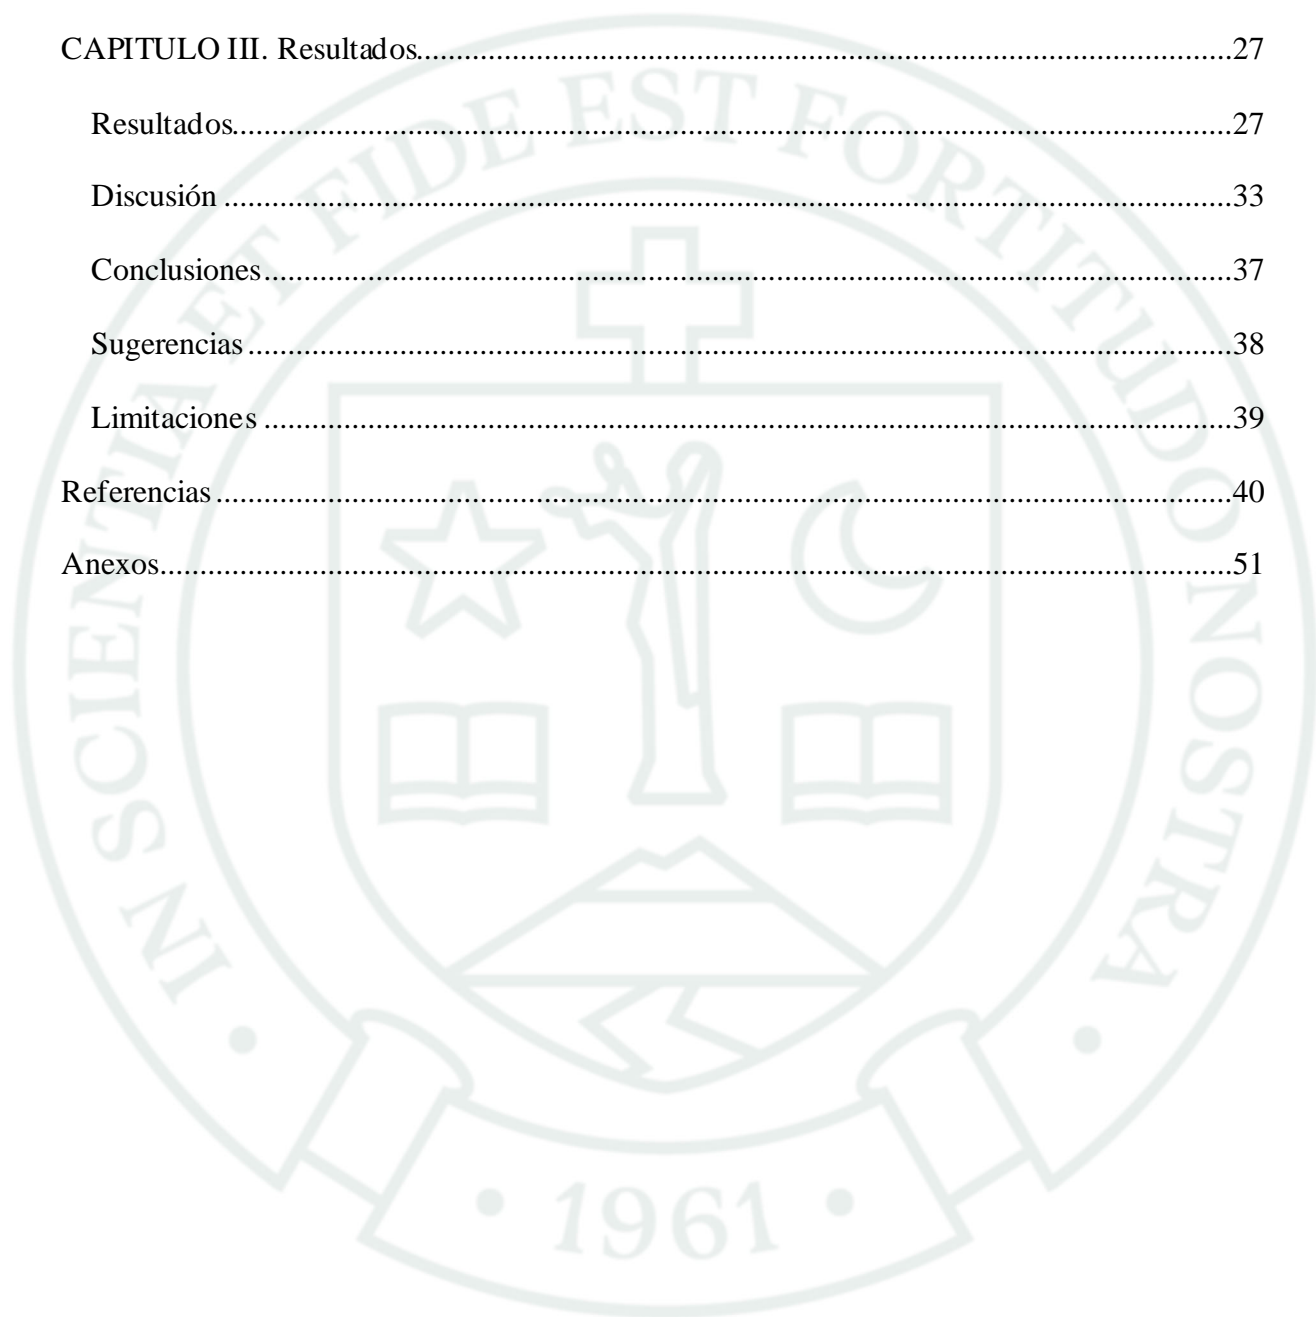 CAPITULO III. Resultados..........27
Resultados..........27
Discusión..........33
Conclusiones..........37
Sugerencias..........38
Limitaciones..........39
Referencias..........40
Anexos..........51
IN SCIENTIA ET FIDE EST FORTITUDO NOSTRA
• 1961 •